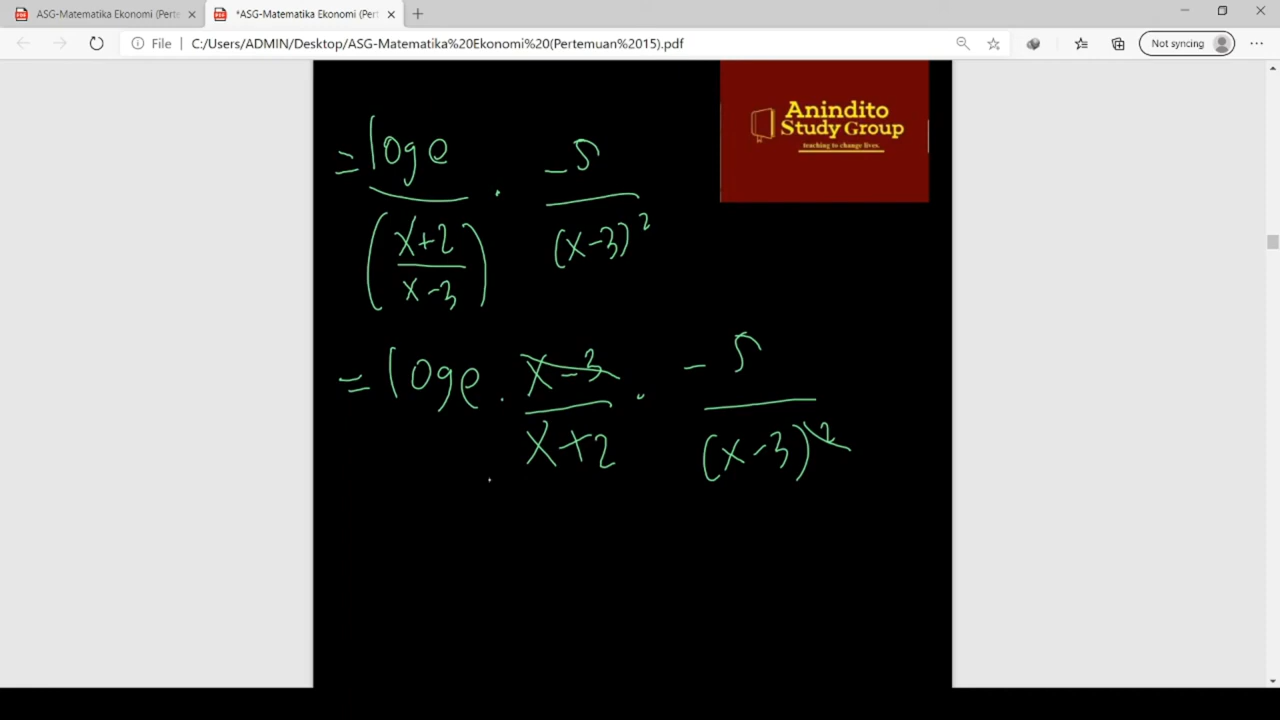 ASG-Matematika Ekonomi (Perte
*ASG-Matematika Ekonomi (Pert
File
C:/Users/ADMIN/Desktop/ASG-Matematika%20Ekonomi%20(Pertemuan%2015).pdf
Not syncing
Anindito
Study Group
teaching to change lives.
= log e / ((x+2)/(x-3)) · -5/(x-3)²
= log e · (x-3)/(x+2) · -5/(x-3)²